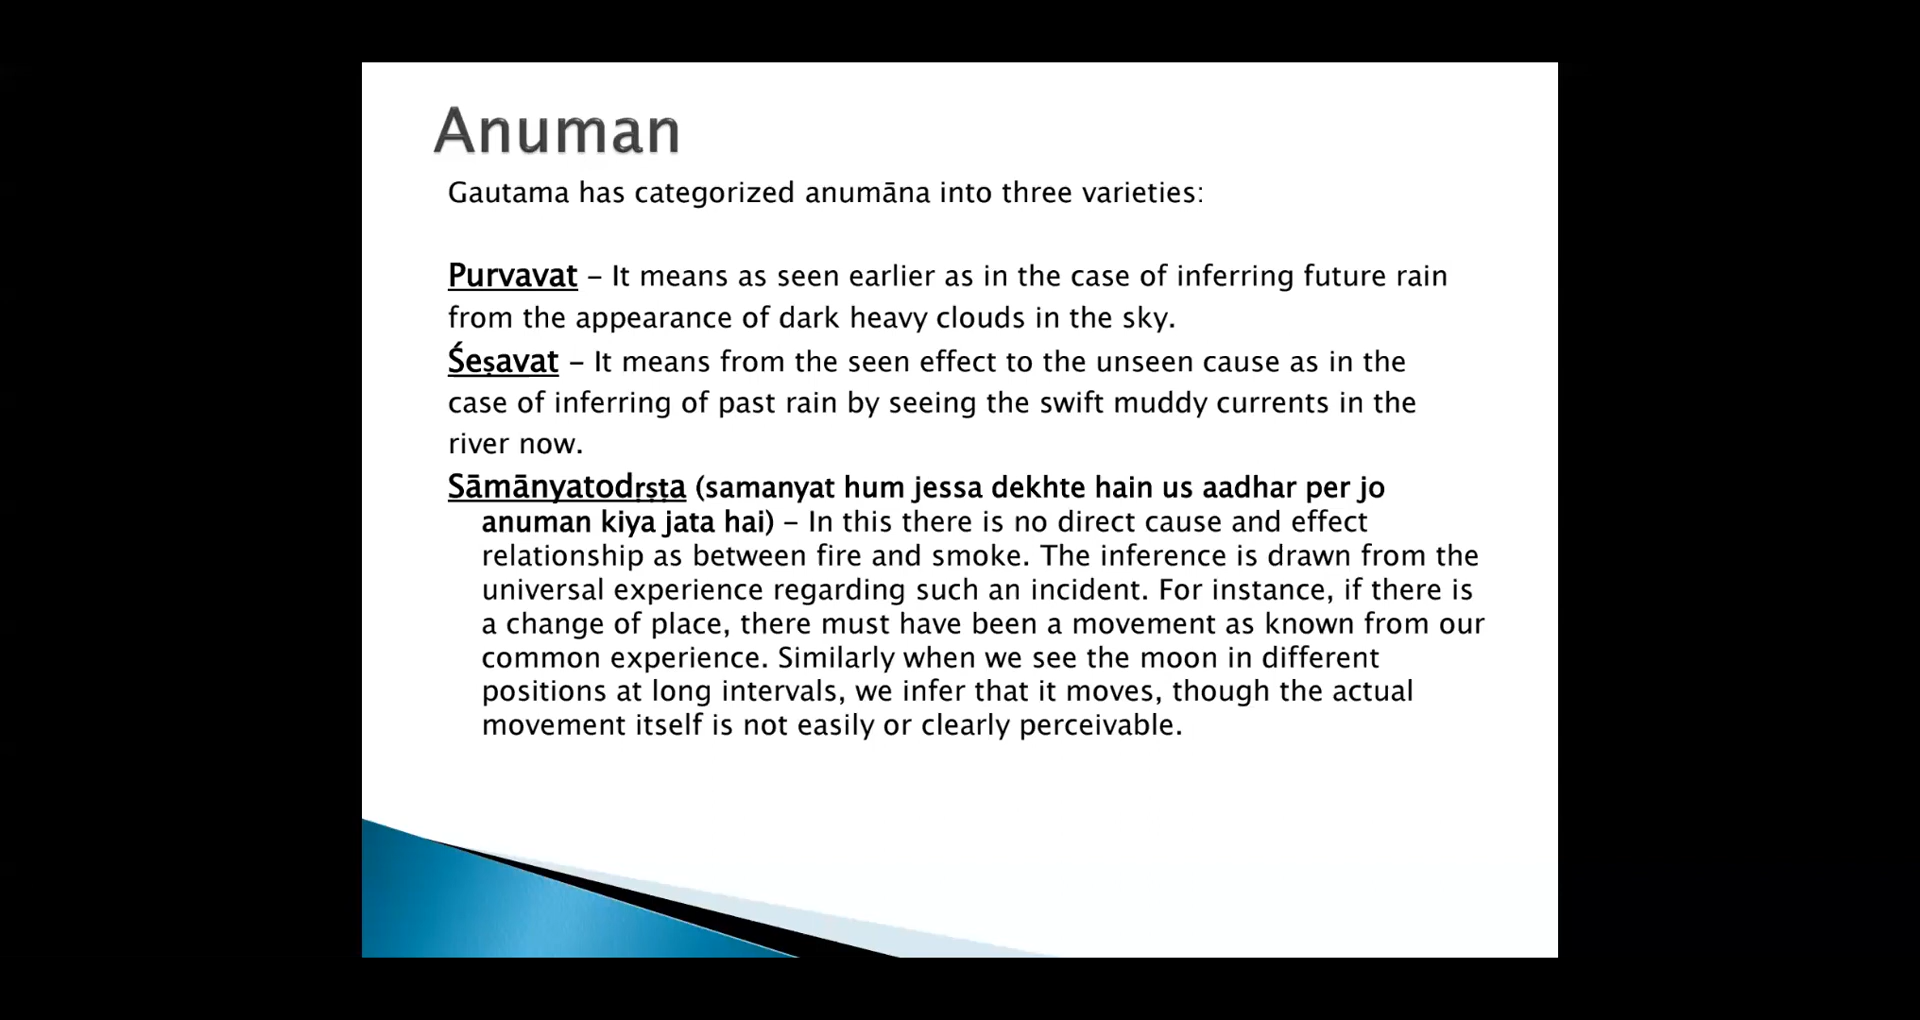 Anuman
Gautama has categorized anumāna into three varieties:
Purvavat – It means as seen earlier as in the case of inferring future rain
from the appearance of dark heavy clouds in the sky.
Śeṣavat – It means from the seen effect to the unseen cause as in the
case of inferring of past rain by seeing the swift muddy currents in the
river now.
Sāmānyatodṛṣṭa (samanyat hum jessa dekhte hain us aadhar per jo
anuman kiya jata hai) – In this there is no direct cause and effect
relationship as between fire and smoke. The inference is drawn from the
universal experience regarding such an incident. For instance, if there is
a change of place, there must have been a movement as known from our
common experience. Similarly when we see the moon in different
positions at long intervals, we infer that it moves, though the actual
movement itself is not easily or clearly perceivable.